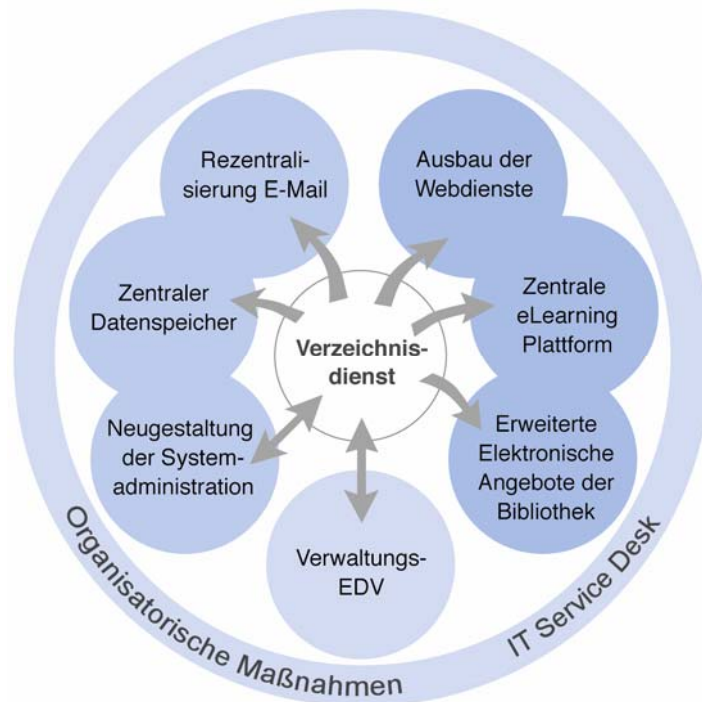 Rezentrali-
sierung E-Mail
Ausbau der
Webdienste
Zentraler
Datenspeicher
Zentrale
eLearning
Plattform
Verzeichnis-
dienst
Neugestaltung
der System-
administration
Erweiterte
Elektronische
Angebote der
Bibliothek
Verwaltungs-
EDV
Organisatorische Maßnahmen
IT Service Desk